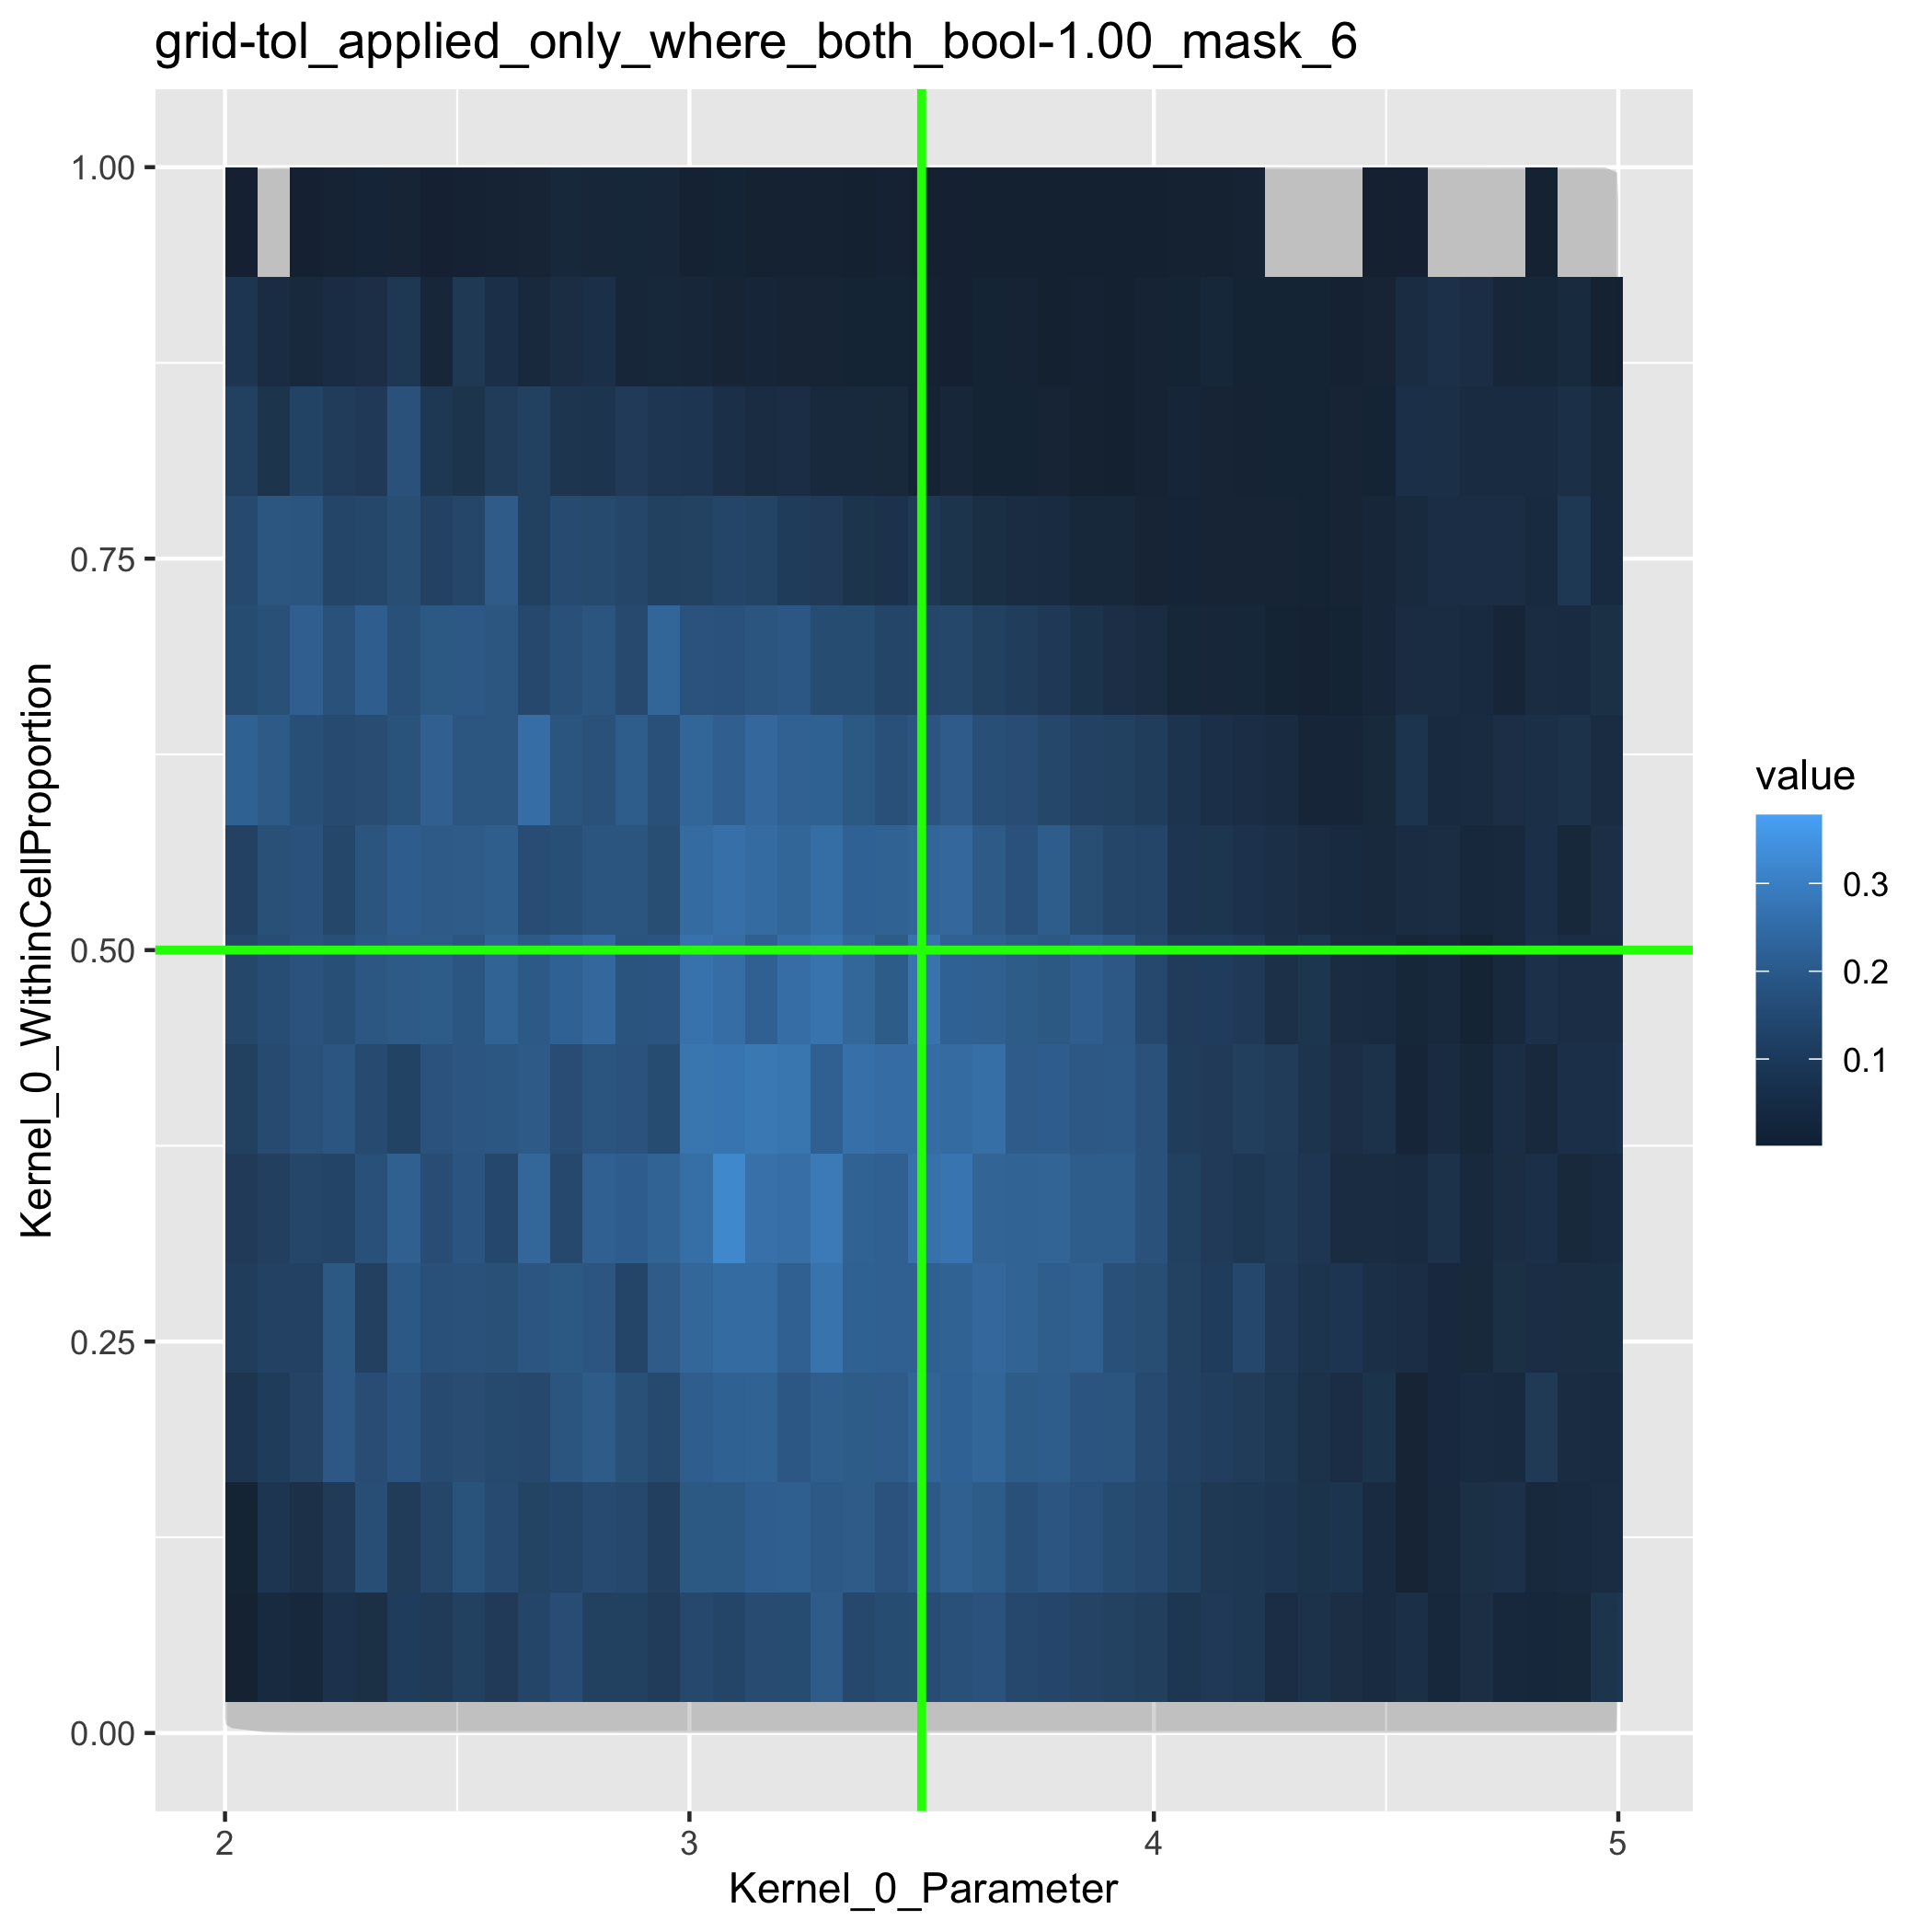 grid-tol_applied_only_where_both_bool-1.00_mask_6
Kernel_0_WithinCellProportion
1.00
0.75
0.50
0.25
0.00
2 3 4 5
Kernel_0_Parameter
value
0.3
0.2
0.1